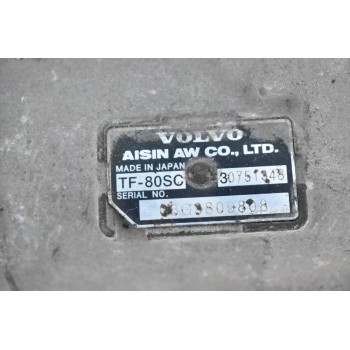 VOLVO
AISIN AW CO., LTD.
MADE IN JAPAN
TF-80SC 30751348
SERIAL NO.